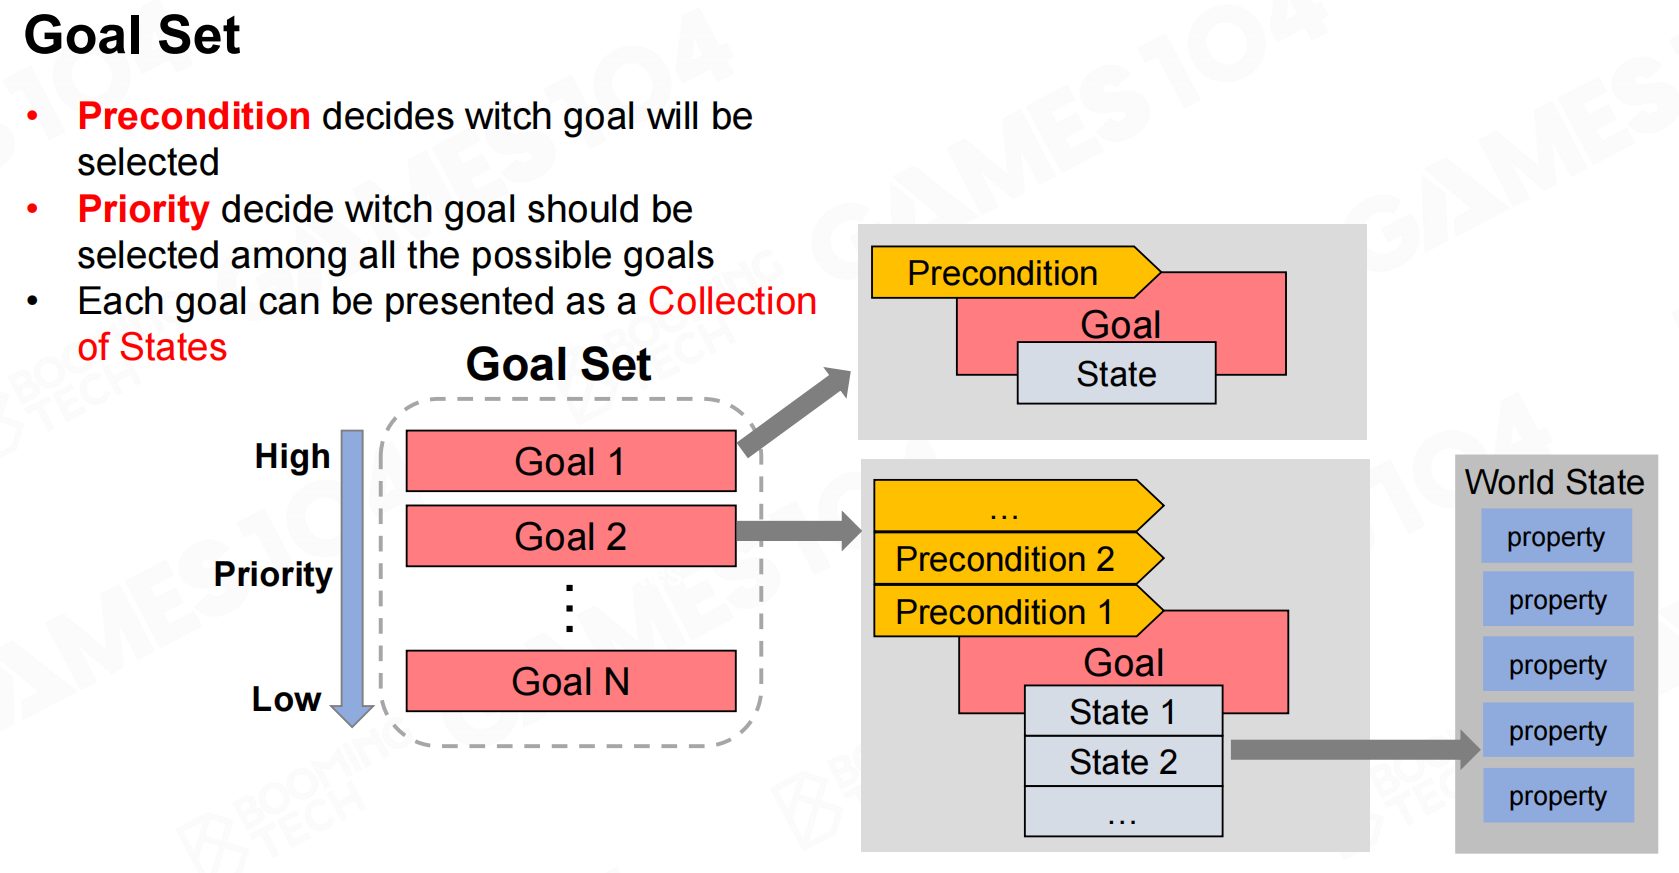 Goal Set
• Precondition decides witch goal will be
selected
• Priority decide witch goal should be
selected among all the possible goals
• Each goal can be presented as a Collection
of States
Goal Set
High
Priority
Low
Goal 1
Goal 2
⋮
Goal N
Precondition
Goal
State
...
Precondition 2
Precondition 1
Goal
State 1
State 2
...
World State
property
property
property
property
property
GAMES104
BOOMING
TECH